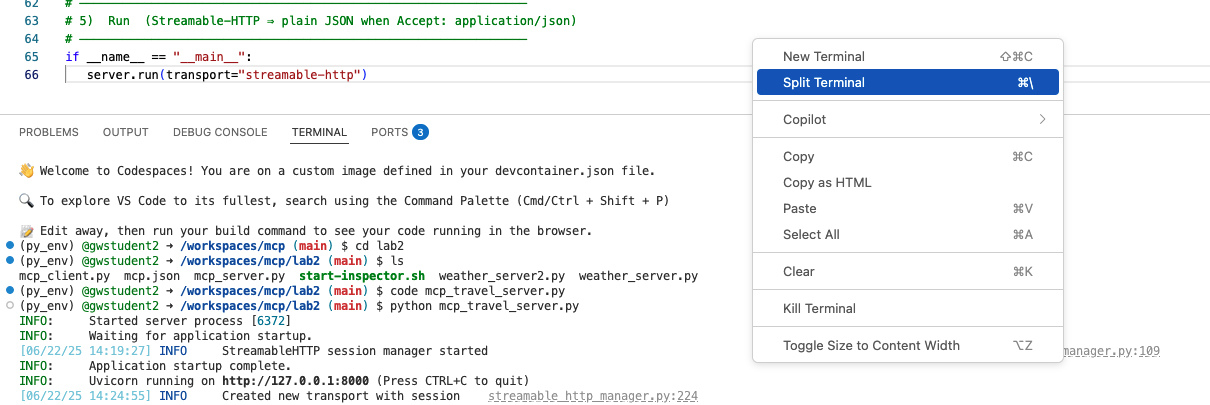 62 # ────────────────────────────────────────────────────────────────
63 # 5)  Run  (Streamable-HTTP ⇒ plain JSON when Accept: application/json)
64 # ────────────────────────────────────────────────────────────────
65 if __name__ == "__main__":
66     server.run(transport="streamable-http")
New Terminal ⇧⌘C
Split Terminal ⌘\
Copilot
Copy ⌘C
Copy as HTML
Paste ⌘V
Select All ⌘A
Clear ⌘K
Kill Terminal
Toggle Size to Content Width ⌥Z
PROBLEMS OUTPUT DEBUG CONSOLE TERMINAL PORTS 3
👋 Welcome to Codespaces! You are on a custom image defined in your devcontainer.json file.
🔍 To explore VS Code to its fullest, search using the Command Palette (Cmd/Ctrl + Shift + P)
📝 Edit away, then run your build command to see your code running in the browser.
(py_env) @gwstudent2 ➜ /workspaces/mcp (main) $ cd lab2
(py_env) @gwstudent2 ➜ /workspaces/mcp/lab2 (main) $ ls
mcp_client.py  mcp.json  mcp_server.py  start-inspector.sh  weather_server2.py  weather_server.py
(py_env) @gwstudent2 ➜ /workspaces/mcp/lab2 (main) $ code mcp_travel_server.py
(py_env) @gwstudent2 ➜ /workspaces/mcp/lab2 (main) $ python mcp_travel_server.py
INFO:     Started server process [6372]
INFO:     Waiting for application startup.
[06/22/25 14:19:27] INFO     StreamableHTTP session manager started manager.py:109
INFO:     Application startup complete.
INFO:     Uvicorn running on http://127.0.0.1:8000 (Press CTRL+C to quit)
[06/22/25 14:24:55] INFO     Created new transport with session    streamable_http_manager.py:224